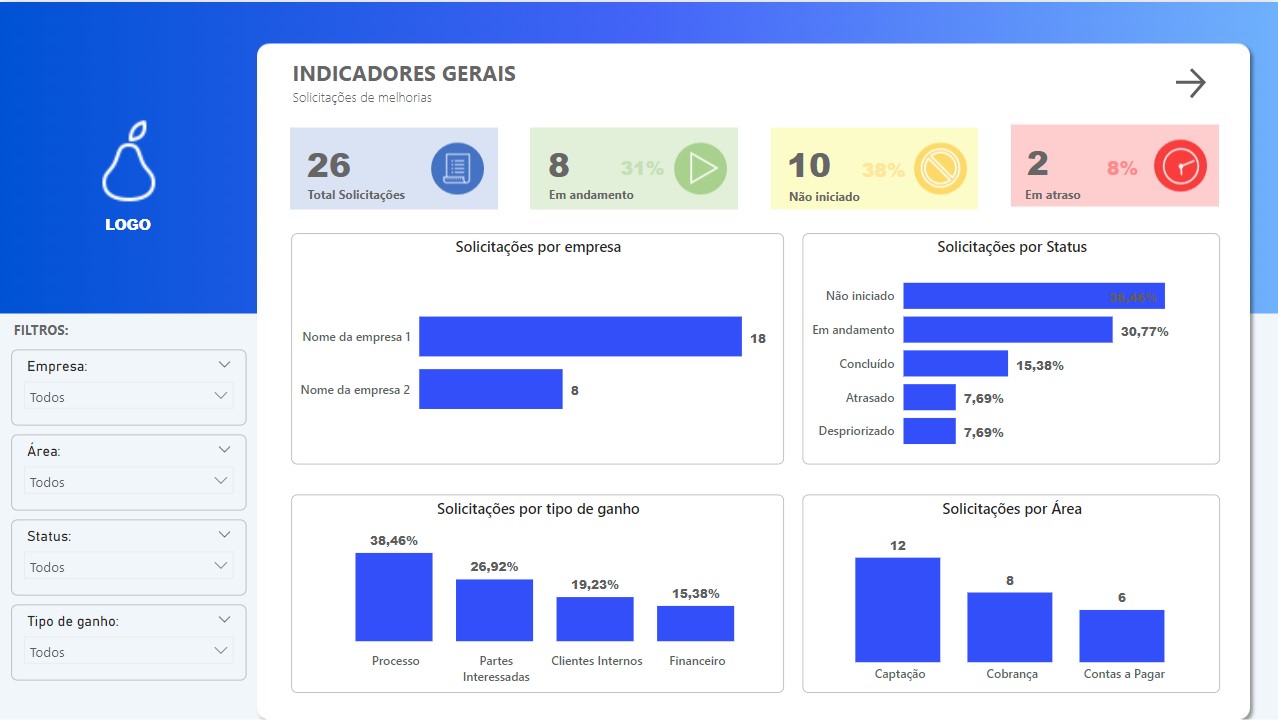 INDICADORES GERAIS
Solicitações de melhorias
LOGO
26
Total Solicitações
8
31%
Em andamento
10
38%
Não iniciado
2
8%
Em atraso
FILTROS:
Empresa:
Todos
Área:
Todos
Status:
Todos
Tipo de ganho:
Todos
Solicitações por empresa
Nome da empresa 1
18
Nome da empresa 2
8
Solicitações por Status
Não iniciado
38,46%
Em andamento
30,77%
Concluído
15,38%
Atrasado
7,69%
Despriorizado
7,69%
Solicitações por tipo de ganho
38,46%
26,92%
19,23%
15,38%
Processo
Partes
Interessadas
Clientes Internos
Financeiro
Solicitações por Área
12
8
6
Captação
Cobrança
Contas a Pagar